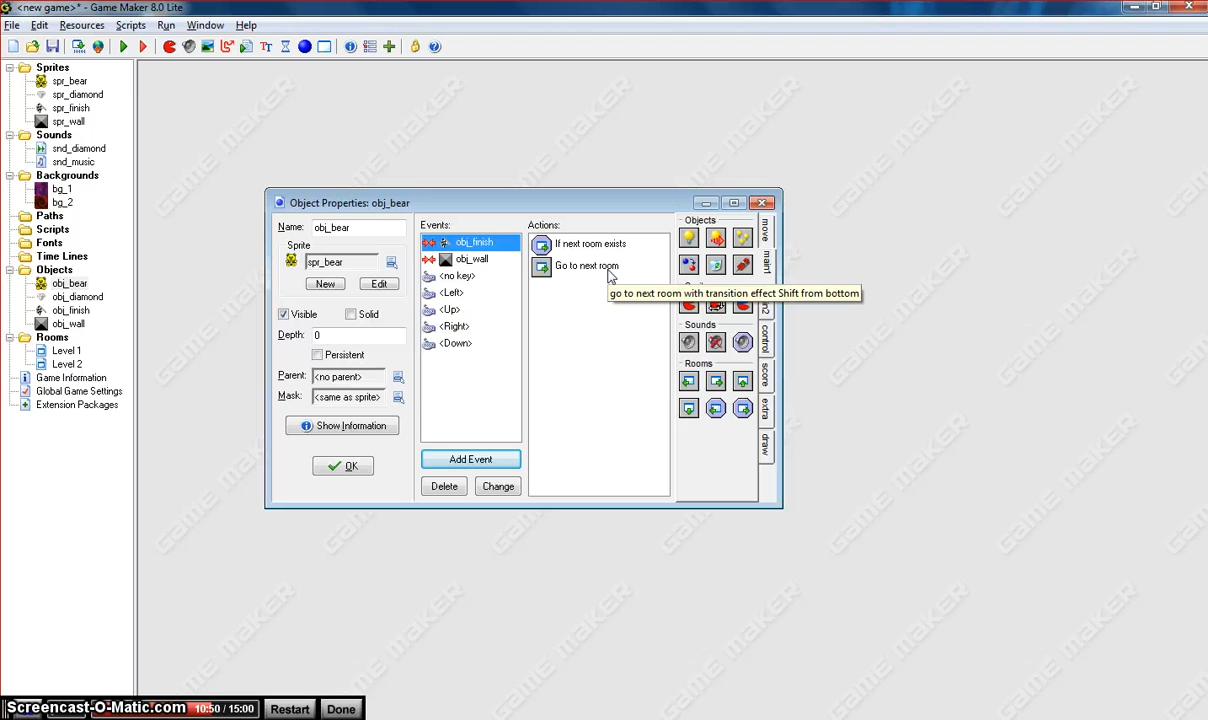 <new game>* - Game Maker 8.0 Lite
File Edit Resources Scripts Run Window Help
Sprites
spr_bear
spr_diamond
spr_finish
spr_wall
Sounds
snd_diamond
snd_music
Backgrounds
bg_1
bg_2
Paths
Scripts
Fonts
Time Lines
Objects
obj_bear
obj_diamond
obj_finish
obj_wall
Rooms
Level 1
Level 2
Game Information
Global Game Settings
Extension Packages
Object Properties: obj_bear
Name: obj_bear
Sprite
spr_bear
New Edit
Visible Solid
Depth: 0
Persistent
Parent: <no parent>
Mask: <same as sprite>
Show Information
OK
Events:
obj_finish
obj_wall
<no key>
<Left>
<Up>
<Right>
<Down>
Add Event
Delete Change
Actions:
If next room exists
Go to next room
go to next room with transition effect Shift from bottom
Objects
Sounds
Rooms
move
main1
control
score
extra
draw
GAME MAKER
Screencast-O-Matic.com 10:50 / 15:00 Restart Done